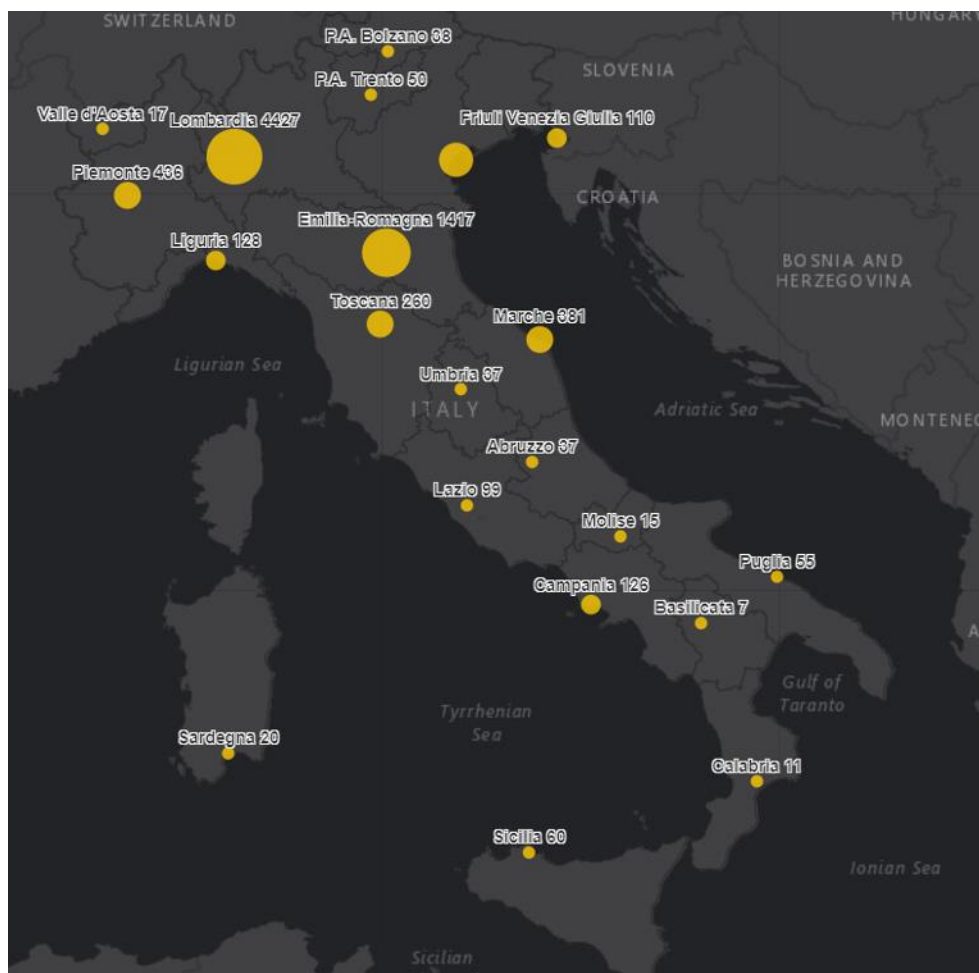 SWITZERLAND
HUNGARY
P.A. Bolzano 38
SLOVENIA
P.A. Trento 50
Valle d'Aosta 17
Lombardia 4427
Friuli Venezia Giulia 110
Piemonte 436
CROATIA
Emilia-Romagna 1417
Liguria 128
BOSNIA AND
HERZEGOVINA
Toscana 260
Marche 381
Ligurian Sea
Umbria 37
ITALY
Adriatic Sea
MONTENEG
Abruzzo 37
Lazio 99
Molise 15
Puglia 55
Campania 126
Basilicata 7
Gulf of
Taranto
Tyrrhenian
Sea
Sardegna 20
Calabria 11
Sicilia 60
Ionian Sea
Sicilian